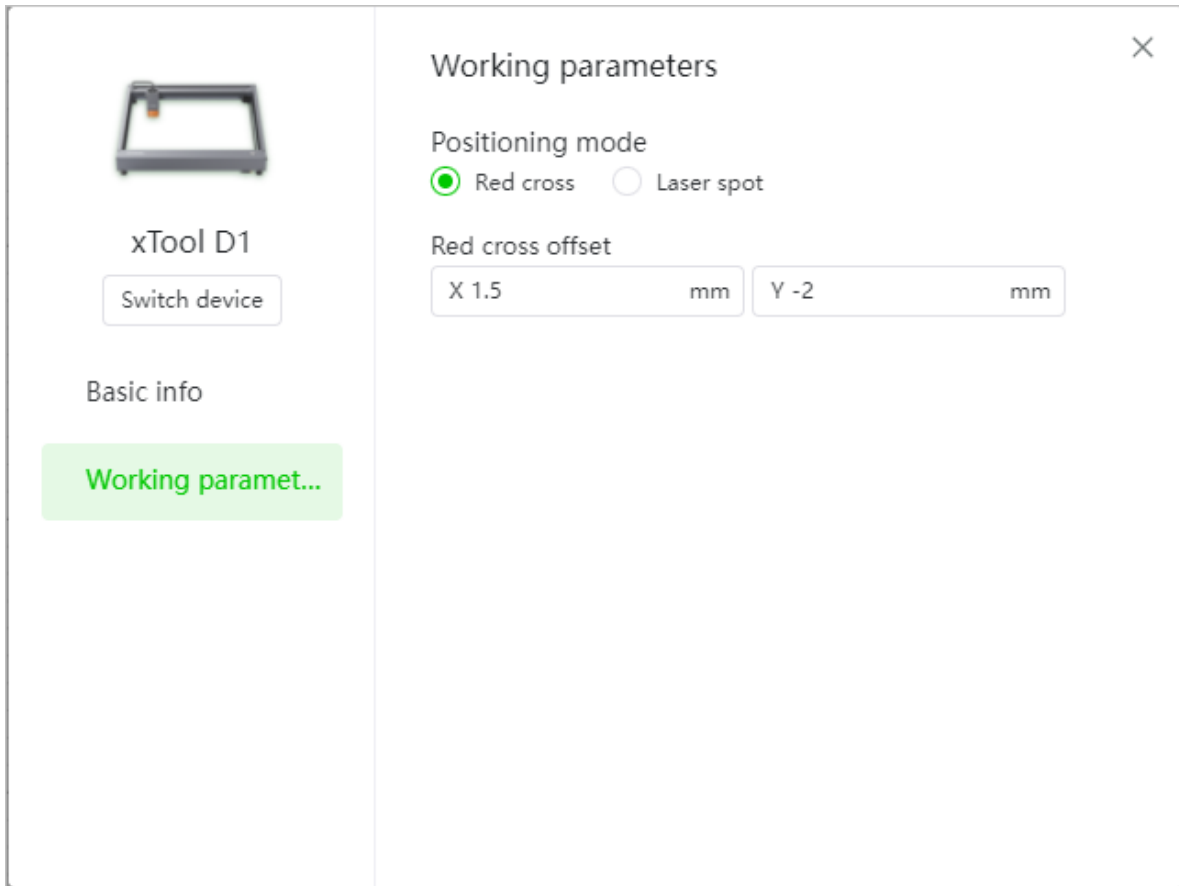 xTool D1
Switch device
Basic info
Working paramet...
Working parameters
Positioning mode
Red cross Laser spot
Red cross offset
X 1.5 mm Y -2 mm